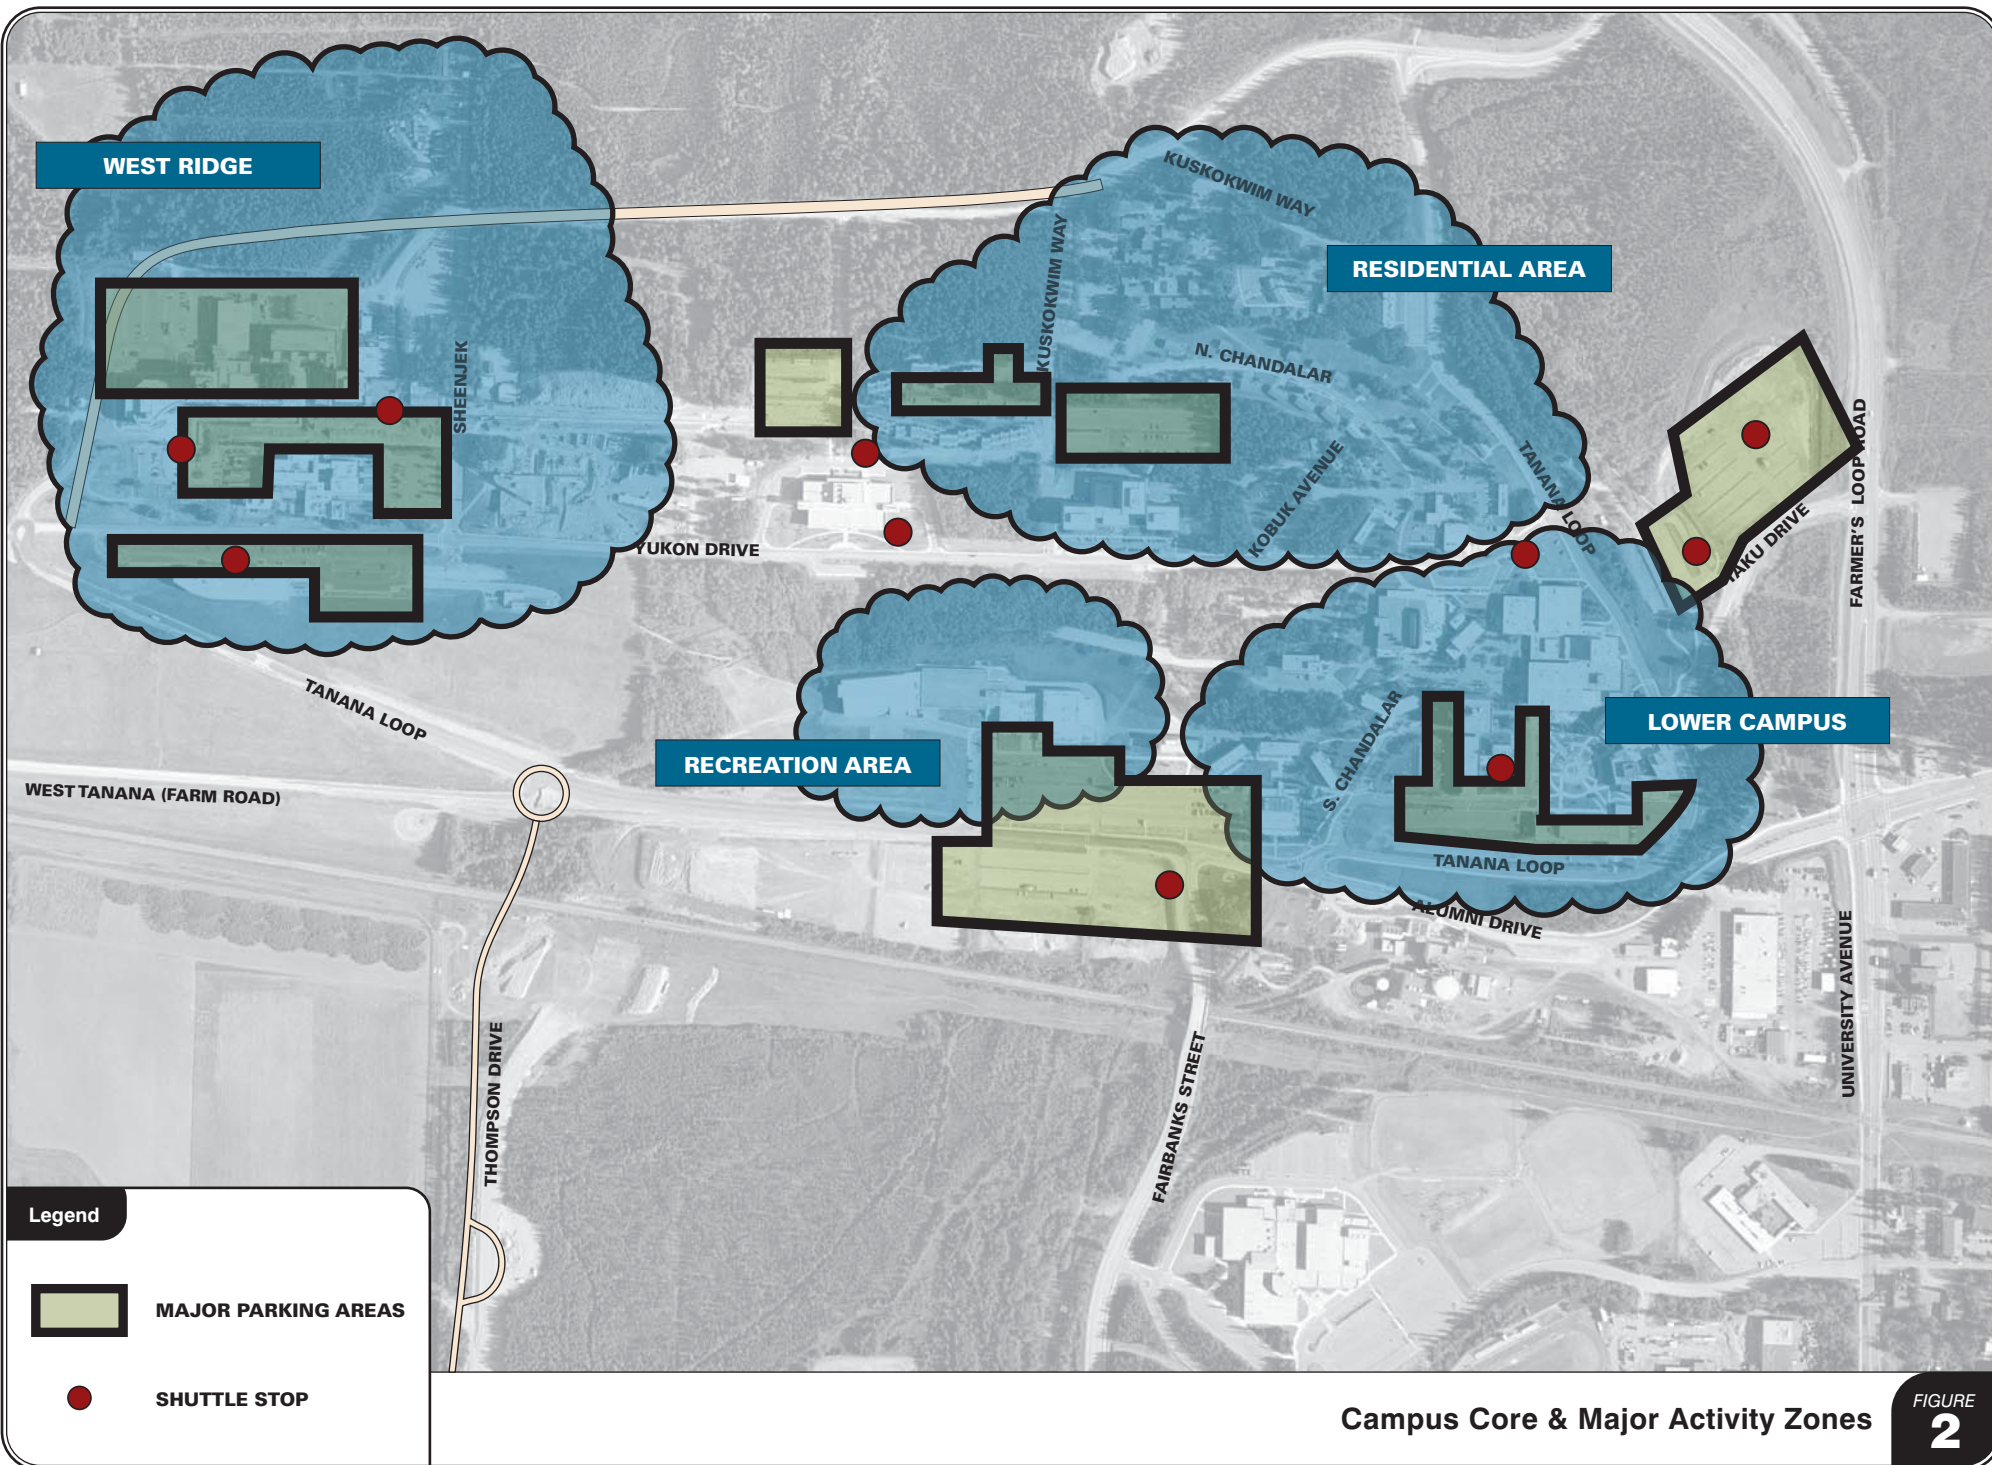 WEST RIDGE
KUSKOKWIM WAY
KUSKOKWIM WAY
RESIDENTIAL AREA
N. CHANDALAR
SHEENJEK
KOBUK AVENUE
TANANA LOOP
FARMER'S LOOP ROAD
TAKU DRIVE
YUKON DRIVE
TANANA LOOP
WEST TANANA (FARM ROAD)
RECREATION AREA
S. CHANDALAR
LOWER CAMPUS
TANANA LOOP
ALUMNI DRIVE
UNIVERSITY AVENUE
THOMPSON DRIVE
FAIRBANKS STREET
Legend
MAJOR PARKING AREAS
SHUTTLE STOP
Campus Core & Major Activity Zones
FIGURE
2